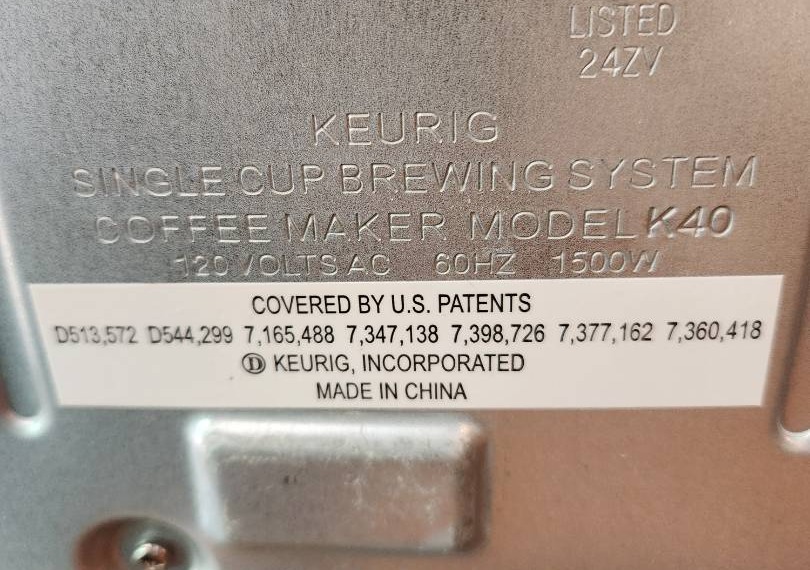 LISTED
24ZV
KEURIG
SINGLE CUP BREWING SYSTEM
COFFEE MAKER MODEL K40
120 VOLTS AC 60HZ 1500W
COVERED BY U.S. PATENTS
D513,572 D544,299 7,165,488 7,347,138 7,398,726 7,377,162 7,360,418
Ⓓ KEURIG, INCORPORATED
MADE IN CHINA